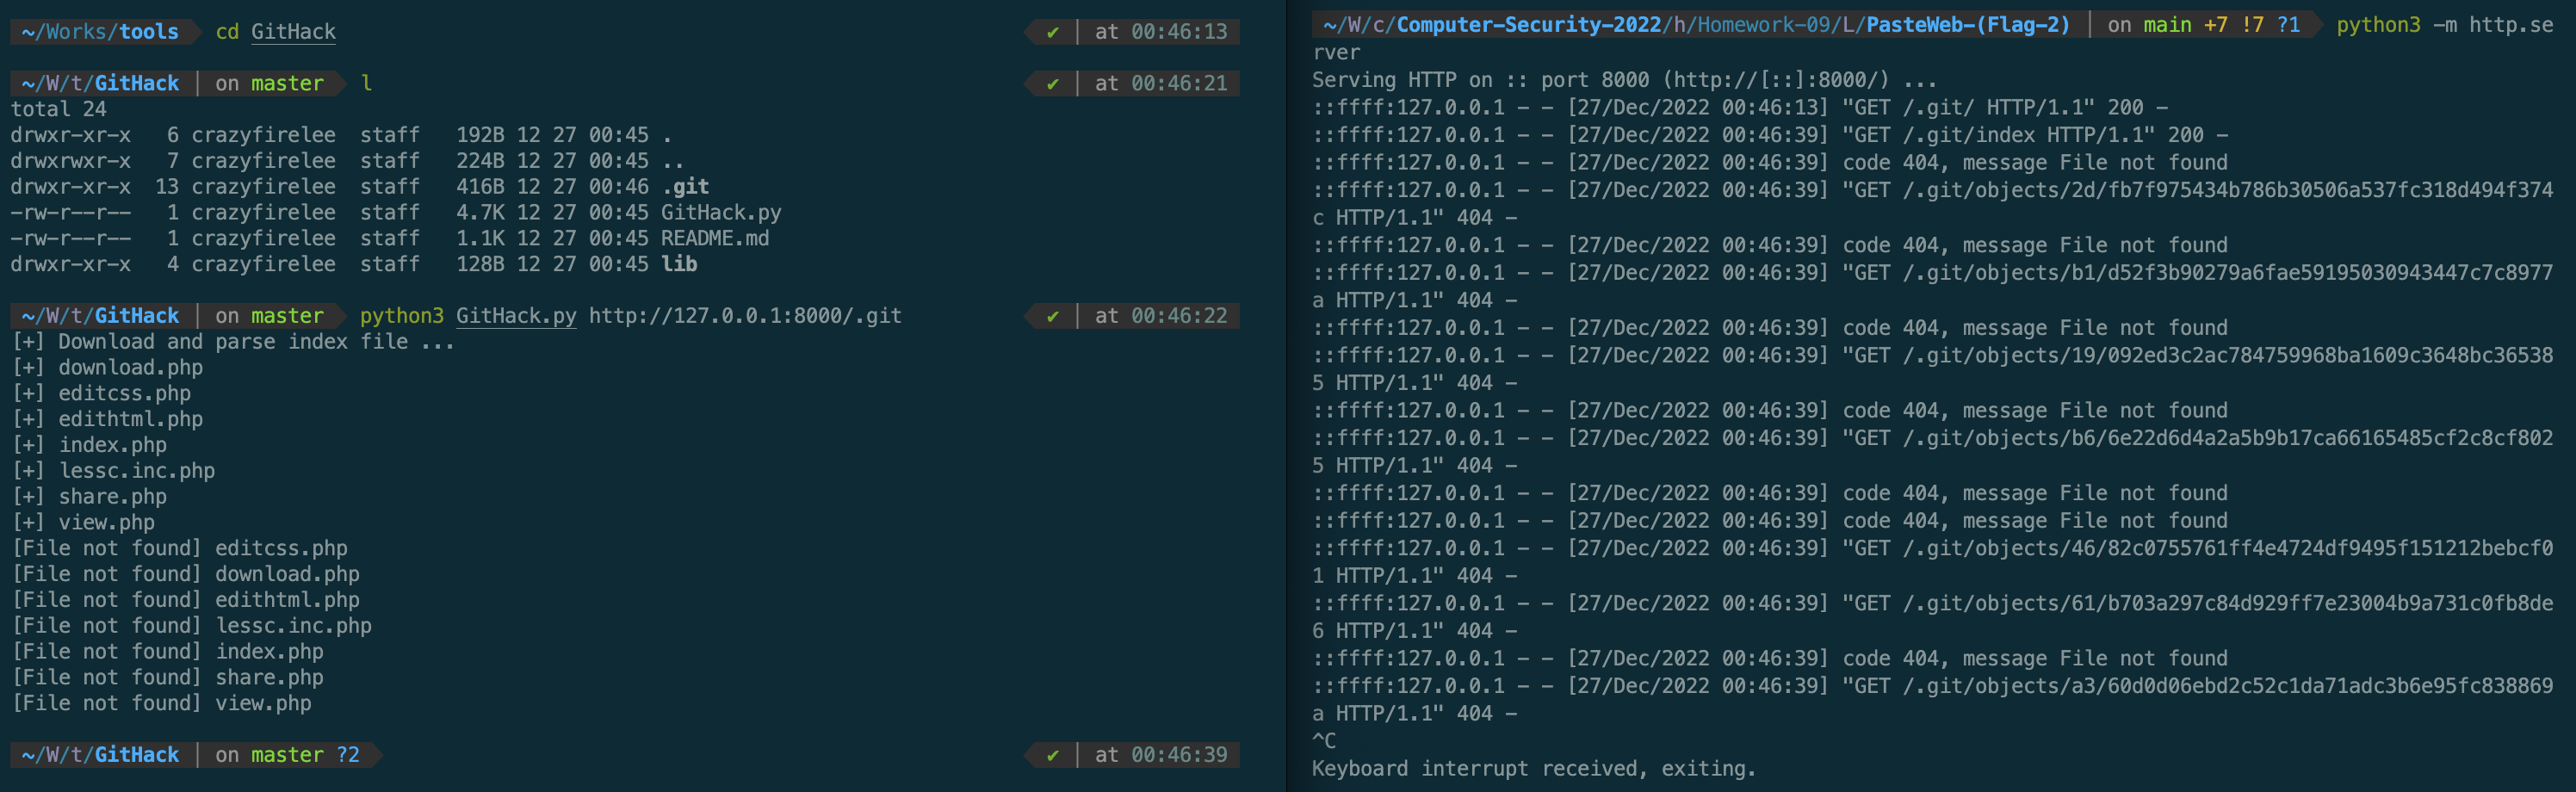 ~/Works/tools cd GitHack ✔ │ at 00:46:13
~/W/t/GitHack │ on master l ✔ │ at 00:46:21
total 24
drwxr-xr-x   6 crazyfirelee  staff   192B 12 27 00:45 .
drwxrwxr-x   7 crazyfirelee  staff   224B 12 27 00:45 ..
drwxr-xr-x  13 crazyfirelee  staff   416B 12 27 00:46 .git
-rw-r--r--   1 crazyfirelee  staff   4.7K 12 27 00:45 GitHack.py
-rw-r--r--   1 crazyfirelee  staff   1.1K 12 27 00:45 README.md
drwxr-xr-x   4 crazyfirelee  staff   128B 12 27 00:45 lib
~/W/t/GitHack │ on master python3 GitHack.py http://127.0.0.1:8000/.git ✔ │ at 00:46:22
[+] Download and parse index file ...
[+] download.php
[+] editcss.php
[+] edithtml.php
[+] index.php
[+] lessc.inc.php
[+] share.php
[+] view.php
[File not found] editcss.php
[File not found] download.php
[File not found] edithtml.php
[File not found] lessc.inc.php
[File not found] index.php
[File not found] share.php
[File not found] view.php
~/W/t/GitHack │ on master ?2 ✔ │ at 00:46:39
~/W/c/Computer-Security-2022/h/Homework-09/L/PasteWeb-(Flag-2) │ on main +7 !7 ?1 python3 -m http.se
rver
Serving HTTP on :: port 8000 (http://[::]:8000/) ...
::ffff:127.0.0.1 - - [27/Dec/2022 00:46:13] "GET /.git/ HTTP/1.1" 200 -
::ffff:127.0.0.1 - - [27/Dec/2022 00:46:39] "GET /.git/index HTTP/1.1" 200 -
::ffff:127.0.0.1 - - [27/Dec/2022 00:46:39] code 404, message File not found
::ffff:127.0.0.1 - - [27/Dec/2022 00:46:39] "GET /.git/objects/2d/fb7f975434b786b30506a537fc318d494f374
c HTTP/1.1" 404 -
::ffff:127.0.0.1 - - [27/Dec/2022 00:46:39] code 404, message File not found
::ffff:127.0.0.1 - - [27/Dec/2022 00:46:39] "GET /.git/objects/b1/d52f3b90279a6fae59195030943447c7c8977
a HTTP/1.1" 404 -
::ffff:127.0.0.1 - - [27/Dec/2022 00:46:39] code 404, message File not found
::ffff:127.0.0.1 - - [27/Dec/2022 00:46:39] "GET /.git/objects/19/092ed3c2ac784759968ba1609c3648bc36538
5 HTTP/1.1" 404 -
::ffff:127.0.0.1 - - [27/Dec/2022 00:46:39] code 404, message File not found
::ffff:127.0.0.1 - - [27/Dec/2022 00:46:39] "GET /.git/objects/b6/6e22d6d4a2a5b9b17ca66165485cf2c8cf802
5 HTTP/1.1" 404 -
::ffff:127.0.0.1 - - [27/Dec/2022 00:46:39] code 404, message File not found
::ffff:127.0.0.1 - - [27/Dec/2022 00:46:39] code 404, message File not found
::ffff:127.0.0.1 - - [27/Dec/2022 00:46:39] "GET /.git/objects/46/82c0755761ff4e4724df9495f151212bebcf0
1 HTTP/1.1" 404 -
::ffff:127.0.0.1 - - [27/Dec/2022 00:46:39] "GET /.git/objects/61/b703a297c84d929ff7e23004b9a731c0fb8de
6 HTTP/1.1" 404 -
::ffff:127.0.0.1 - - [27/Dec/2022 00:46:39] code 404, message File not found
::ffff:127.0.0.1 - - [27/Dec/2022 00:46:39] "GET /.git/objects/a3/60d0d06ebd2c52c1da71adc3b6e95fc838869
a HTTP/1.1" 404 -
^C
Keyboard interrupt received, exiting.